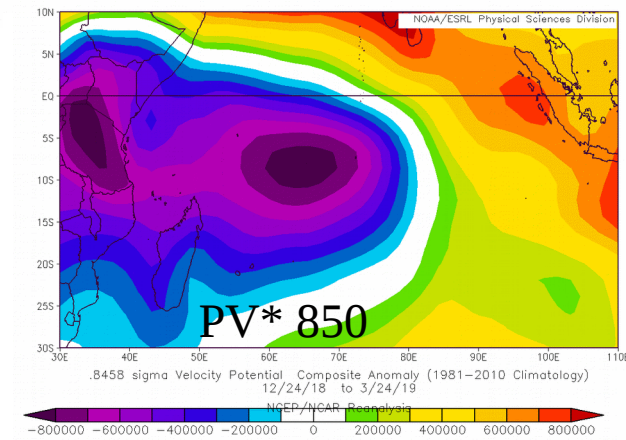 NOAA/ESRL Physical Sciences Division
10N
5N
EQ
5S
10S
15S
20S
25S
30S
PV* 850
30E 40E 50E 60E 70E 80E 90E 100E 110E
.8458 sigma Velocity Potential Composite Anomaly (1981–2010 Climatology)
12/24/18 to 3/24/19
NCEP/NCAR Reanalysis
−800000 −600000 −400000 −200000 0 200000 400000 600000 800000